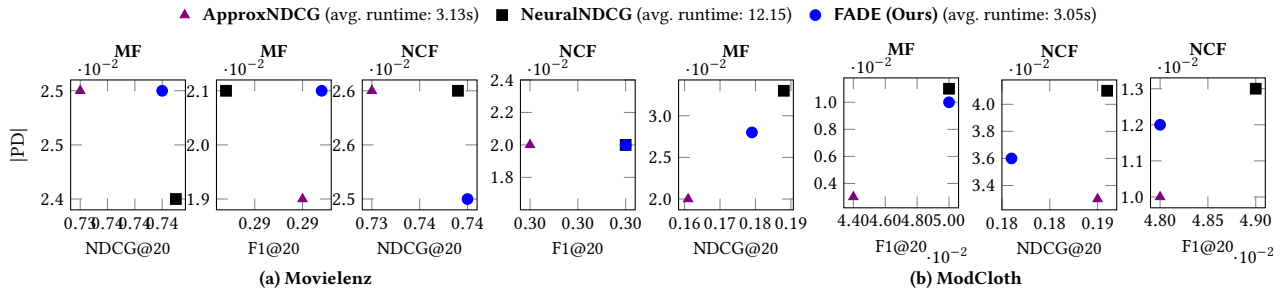 ApproxNDCG (avg. runtime: 3.13s) NeuralNDCG (avg. runtime: 12.15) FADE (Ours) (avg. runtime: 3.05s)
MF MF NCF NCF MF MF NCF NCF
·10−2 ·10−2 ·10−2 ·10−2 ·10−2 ·10−2 ·10−2 ·10−2
|PD|
2.5 2.5 2.4
2.1 2.0 1.9
2.6 2.6 2.5
2.4 2.2 2.0 1.8 1.6
3.0 2.5 2.0
1.0 0.8 0.6 0.4
4.0 3.8 3.6 3.4
1.3 1.2 1.1 1.0
0.73 0.74 0.74 0.74
0.29 0.29
0.73 0.74 0.74
0.30 0.30 0.30
0.16 0.17 0.18 0.19
4.40 4.60 4.80 5.00
0.18 0.18 0.19
4.80 4.85 4.90
NDCG@20 F1@20 NDCG@20 F1@20 NDCG@20 F1@20 NDCG@20 F1@20
·10−2 ·10−2
(a) Movielenz (b) ModCloth